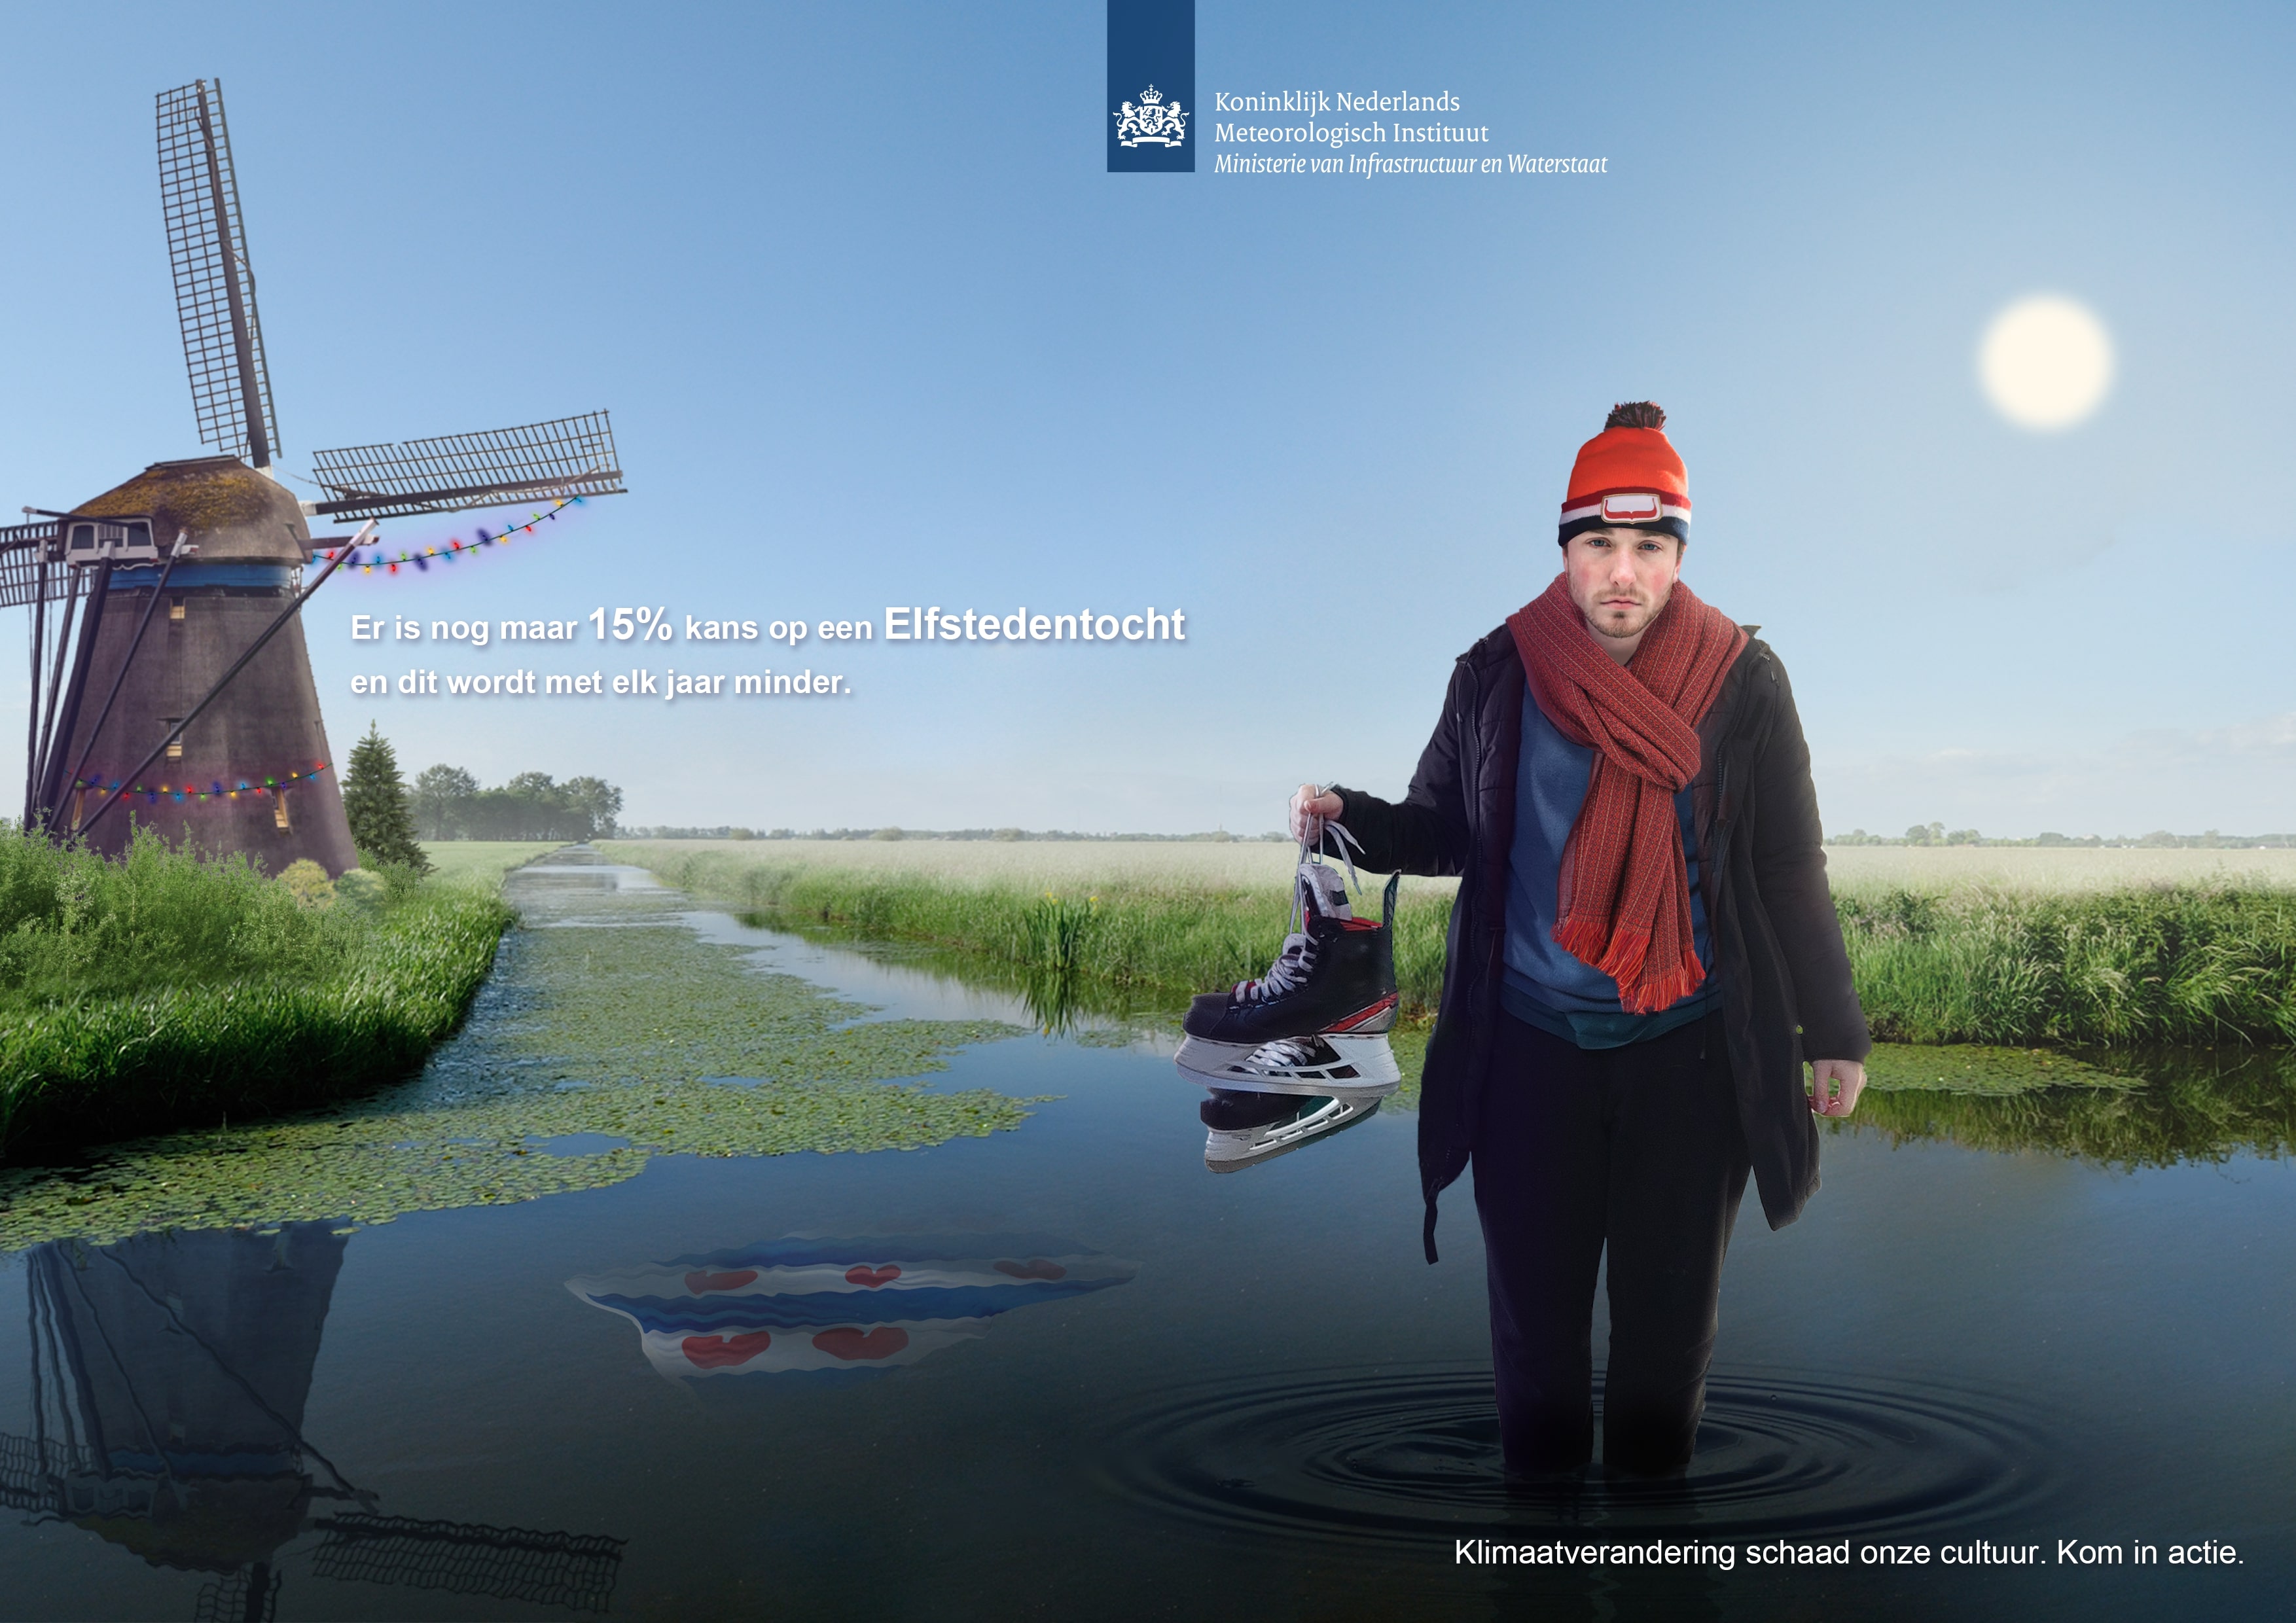 Koninklijk Nederlands
Meteorologisch Instituut
Ministerie van Infrastructuur en Waterstaat
Er is nog maar 15% kans op een Elfstedentocht
en dit wordt met elk jaar minder.
Klimaatverandering schaad onze cultuur. Kom in actie.